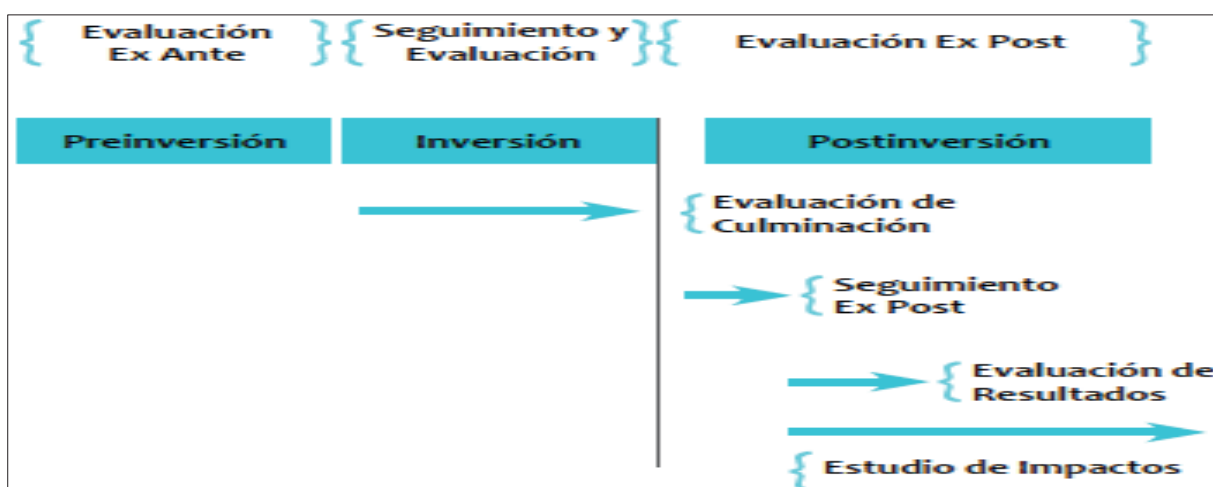 Evaluación
Ex Ante
Seguimiento y
Evaluación
Evaluación Ex Post
Preinversión
Inversión
Postinversión
Evaluación de
Culminación
Seguimiento
Ex Post
Evaluación de
Resultados
Estudio de Impactos